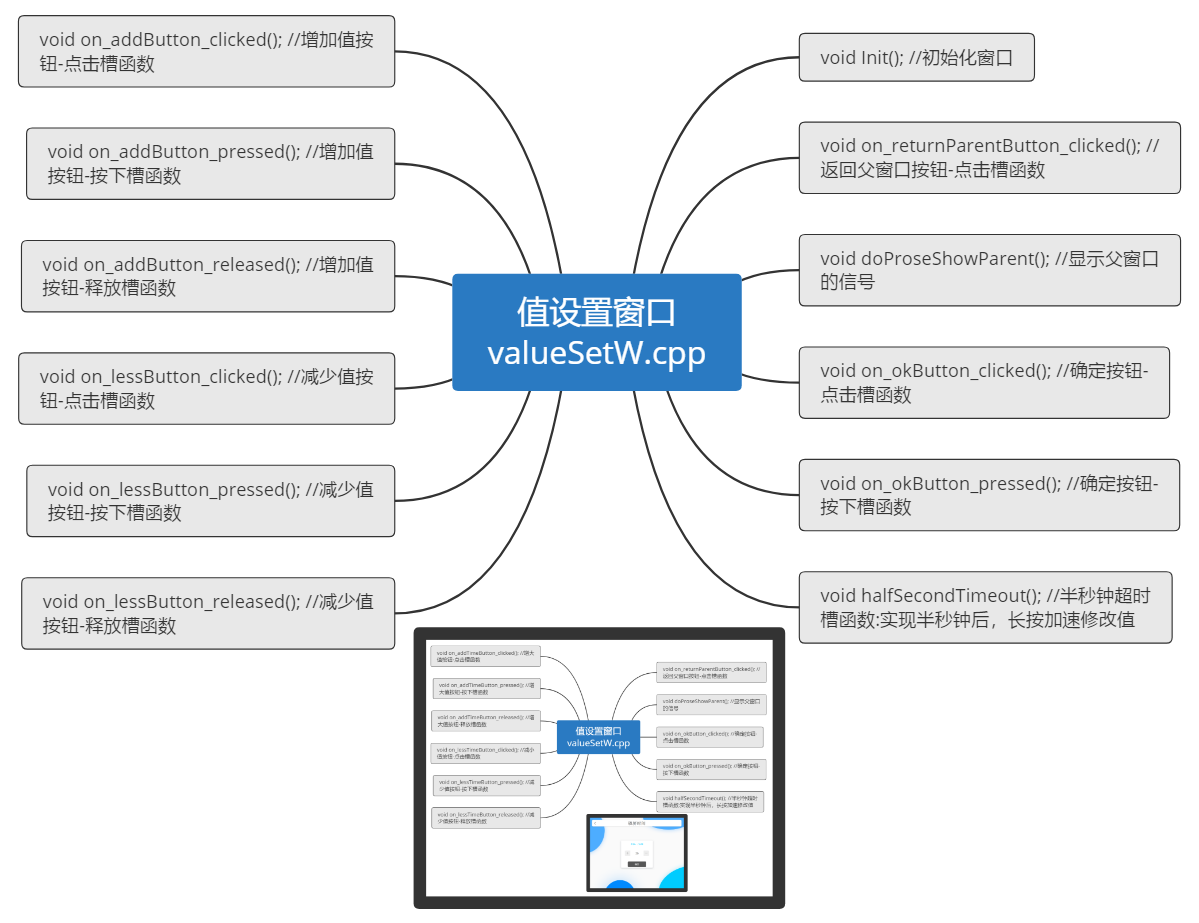 void on_addButton_clicked(); //增加值按
钮-点击槽函数
void on_addButton_pressed(); //增加值
按钮-按下槽函数
void on_addButton_released(); //增加值
按钮-释放槽函数
void on_lessButton_clicked(); //减少值按
钮-点击槽函数
void on_lessButton_pressed(); //减少值
按钮-按下槽函数
void on_lessButton_released(); //减少值
按钮-释放槽函数
值设置窗口
valueSetW.cpp
void Init(); //初始化窗口
void on_returnParentButton_clicked(); //
返回父窗口按钮-点击槽函数
void doProseShowParent(); //显示父窗口
的信号
void on_okButton_clicked(); //确定按钮-
点击槽函数
void on_okButton_pressed(); //确定按钮-
按下槽函数
void halfSecondTimeout(); //半秒钟超时
槽函数:实现半秒钟后，长按加速修改值
void on_addTimeButton_clicked(); //增大
值按钮-点击槽函数
void on_addTimeButton_pressed(); //增
大值按钮-按下槽函数
void on_addTimeButton_released(); //增
大值按钮-释放槽函数
void on_lessTimeButton_clicked(); //减小
值按钮-点击槽函数
void on_lessTimeButton_pressed(); //减
少值按钮-按下槽函数
void on_lessTimeButton_released(); //减
少值按钮-释放槽函数
值设置窗口
valueSetW.cpp
void on_returnParentButton_clicked(); //
返回父窗口按钮-点击槽函数
void doProseShowParent(); //显示父窗口
的信号
void on_okButton_clicked(); //确定按钮-
点击槽函数
void on_okButton_pressed(); //确定按钮-
按下槽函数
void halfSecondTimeout(); //半秒钟超时
槽函数:实现半秒钟后，长按加速修改值